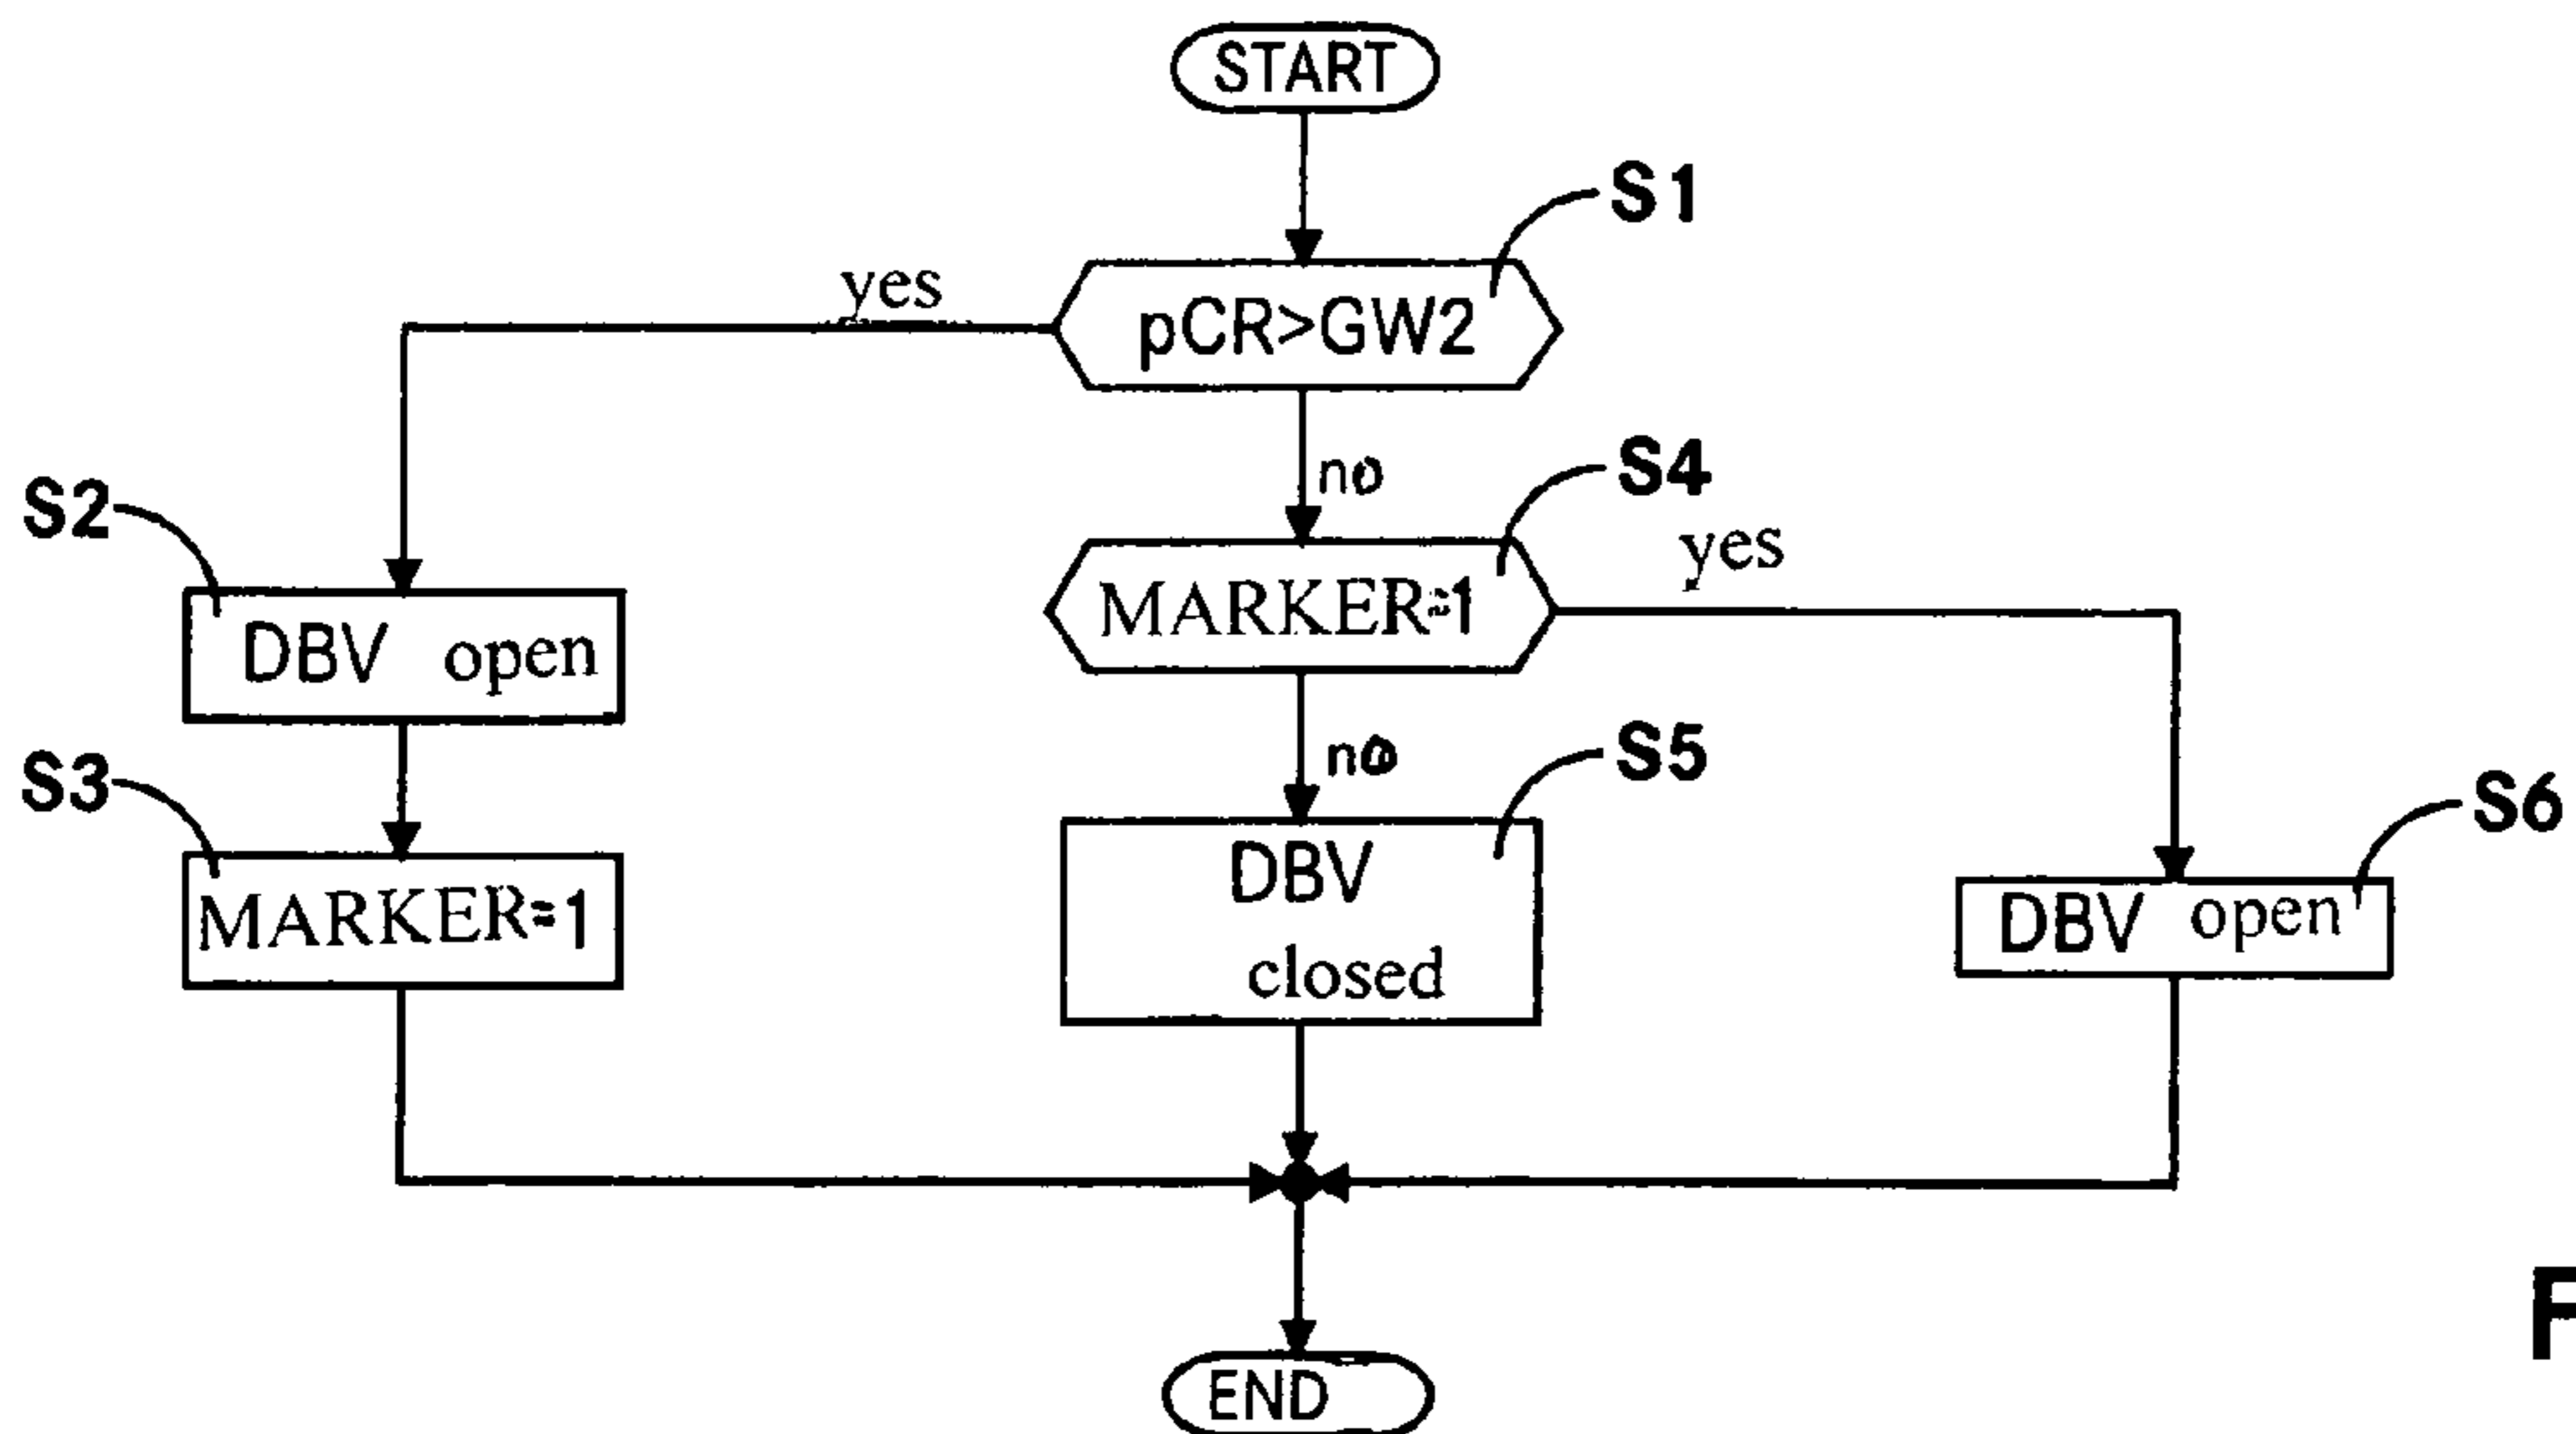 START
S1
yes
pCR>GW2
no
S4
yes
S2
MARKER=1
DBV open
no
S5
S3
S6
DBV
closed
MARKER=1
DBV open
END
F